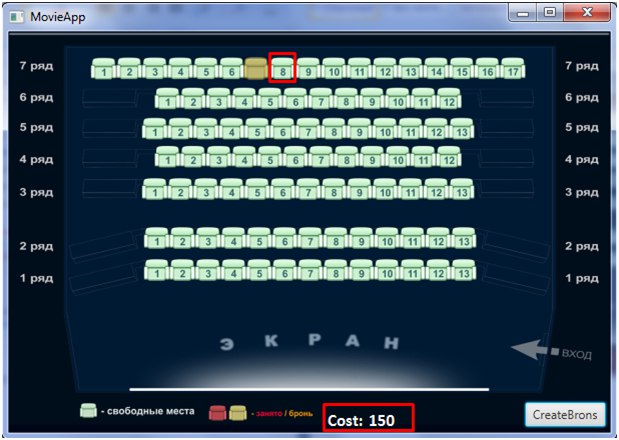 MovieApp
7 ряд 1 2 3 4 5 6 8 9 10 11 12 13 14 15 16 17 7 ряд
6 ряд 1 2 3 4 5 6 7 8 9 10 11 12 6 ряд
5 ряд 1 2 3 4 5 6 7 8 9 10 11 12 13 5 ряд
4 ряд 1 2 3 4 5 6 7 8 9 10 11 12 4 ряд
3 ряд 1 2 3 4 5 6 7 8 9 10 11 12 13 3 ряд
2 ряд 1 2 3 4 5 6 7 8 9 10 11 12 13 2 ряд
1 ряд 1 2 3 4 5 6 7 8 9 10 11 12 13 1 ряд
ЭКРАН
ВХОД
- свободные места - занято / бронь Cost: 150 CreateBrons